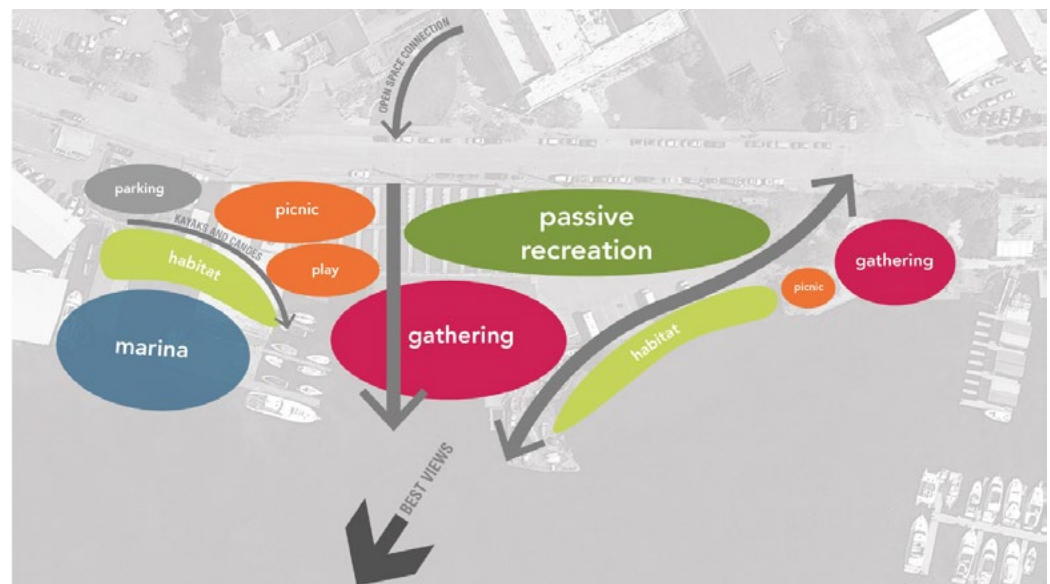 OPEN SPACE CONNECTION
parking
picnic
KAYAKS AND CANOES
habitat
play
marina
gathering
passive
recreation
gathering
picnic
habitat
BEST VIEWS